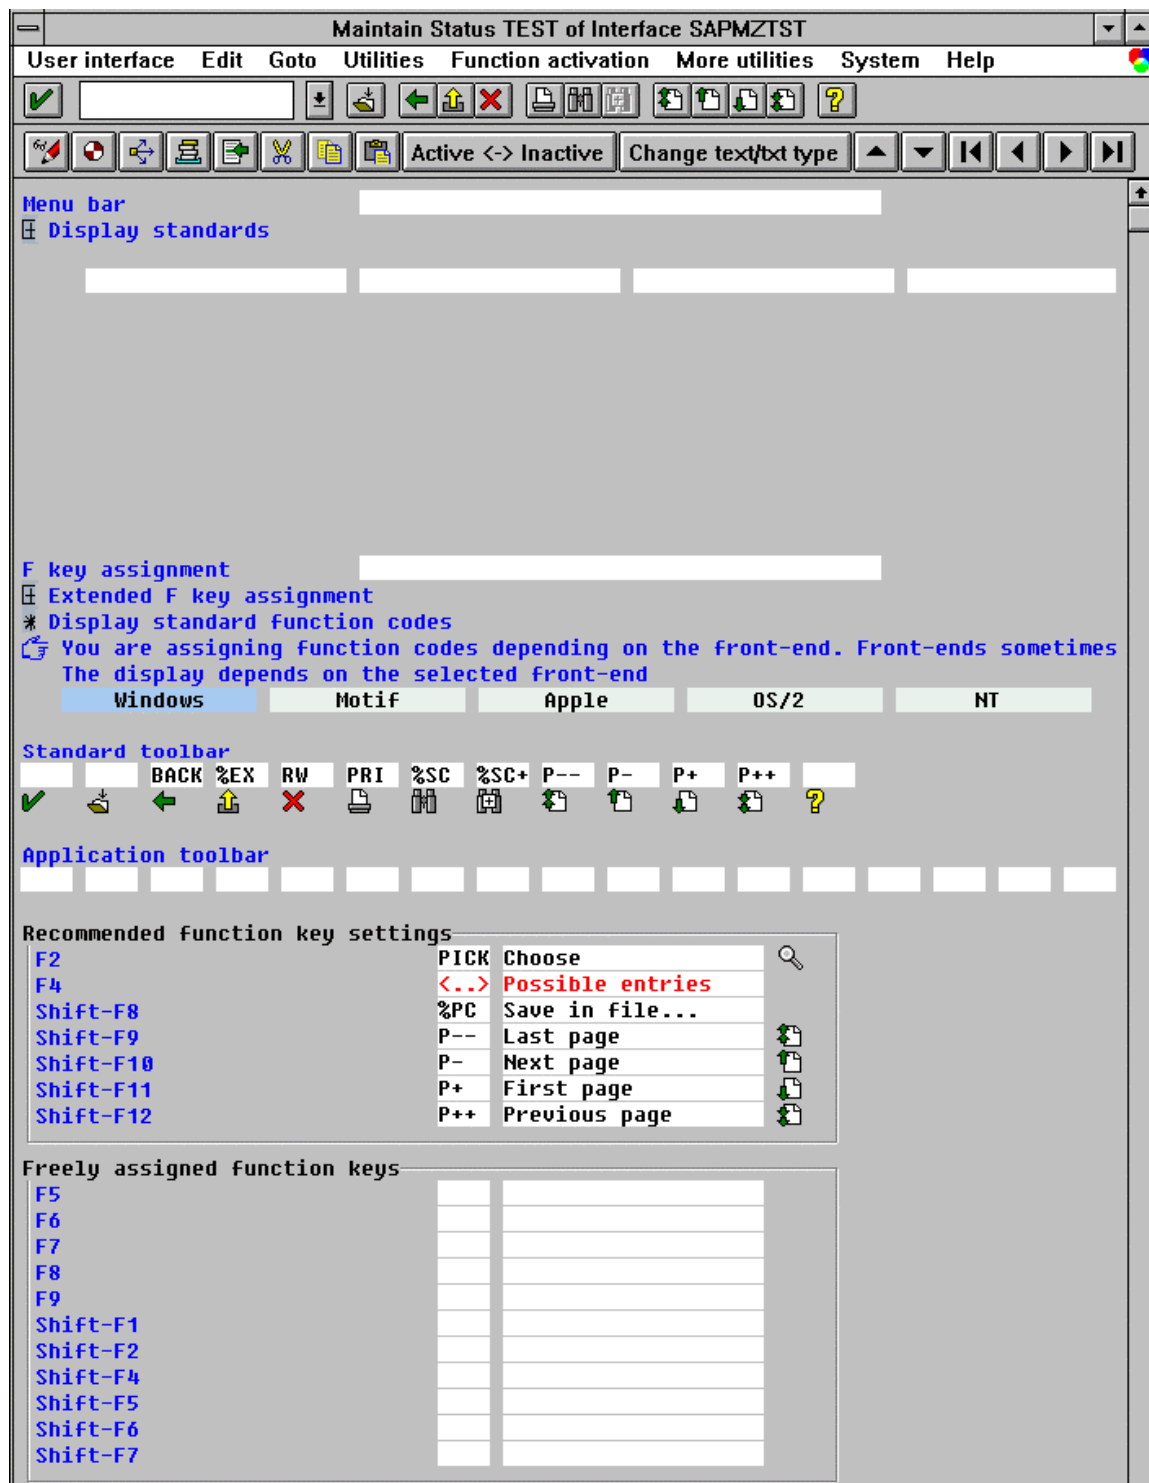 Maintain Status TEST of Interface SAPMZTST
User interface Edit Goto Utilities Function activation More utilities System Help
Active <-> Inactive Change text/txt type
Menu bar
Display standards
F key assignment
Extended F key assignment
Display standard function codes
You are assigning function codes depending on the front-end. Front-ends sometimes
The display depends on the selected front-end
Windows Motif Apple OS/2 NT
Standard toolbar
BACK %EX RW PRI %SC %SC+ P-- P- P+ P++
Application toolbar
Recommended function key settings
F2 PICK Choose
F4 <..> Possible entries
Shift-F8 %PC Save in file...
Shift-F9 P-- Last page
Shift-F10 P- Next page
Shift-F11 P+ First page
Shift-F12 P++ Previous page
Freely assigned function keys
F5
F6
F7
F8
F9
Shift-F1
Shift-F2
Shift-F4
Shift-F5
Shift-F6
Shift-F7